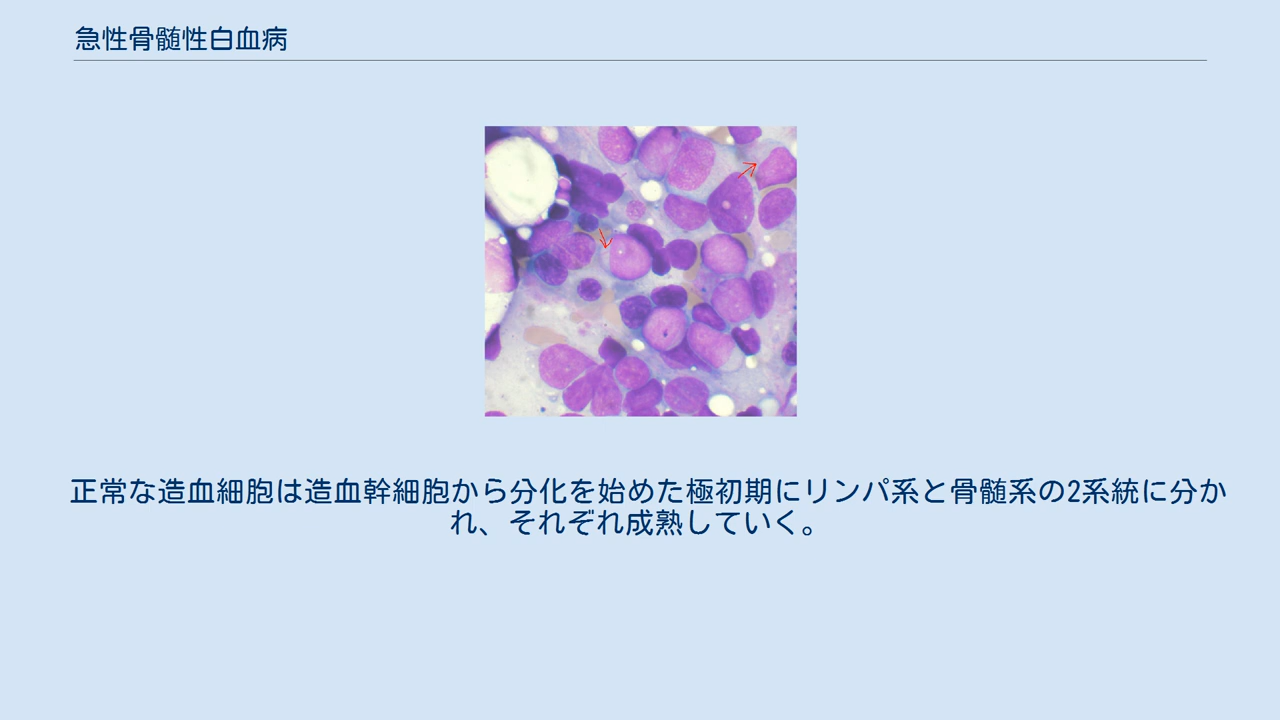 急性骨髄性白血病
正常な造血細胞は造血幹細胞から分化を始めた極初期にリンパ系と骨髄系の2系統に分か
れ、それぞれ成熟していく。